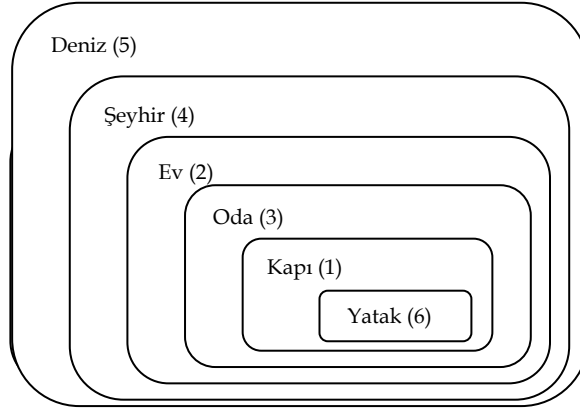 Deniz (5)
Şeyhir (4)
Ev (2)
Oda (3)
Kapı (1)
Yatak (6)